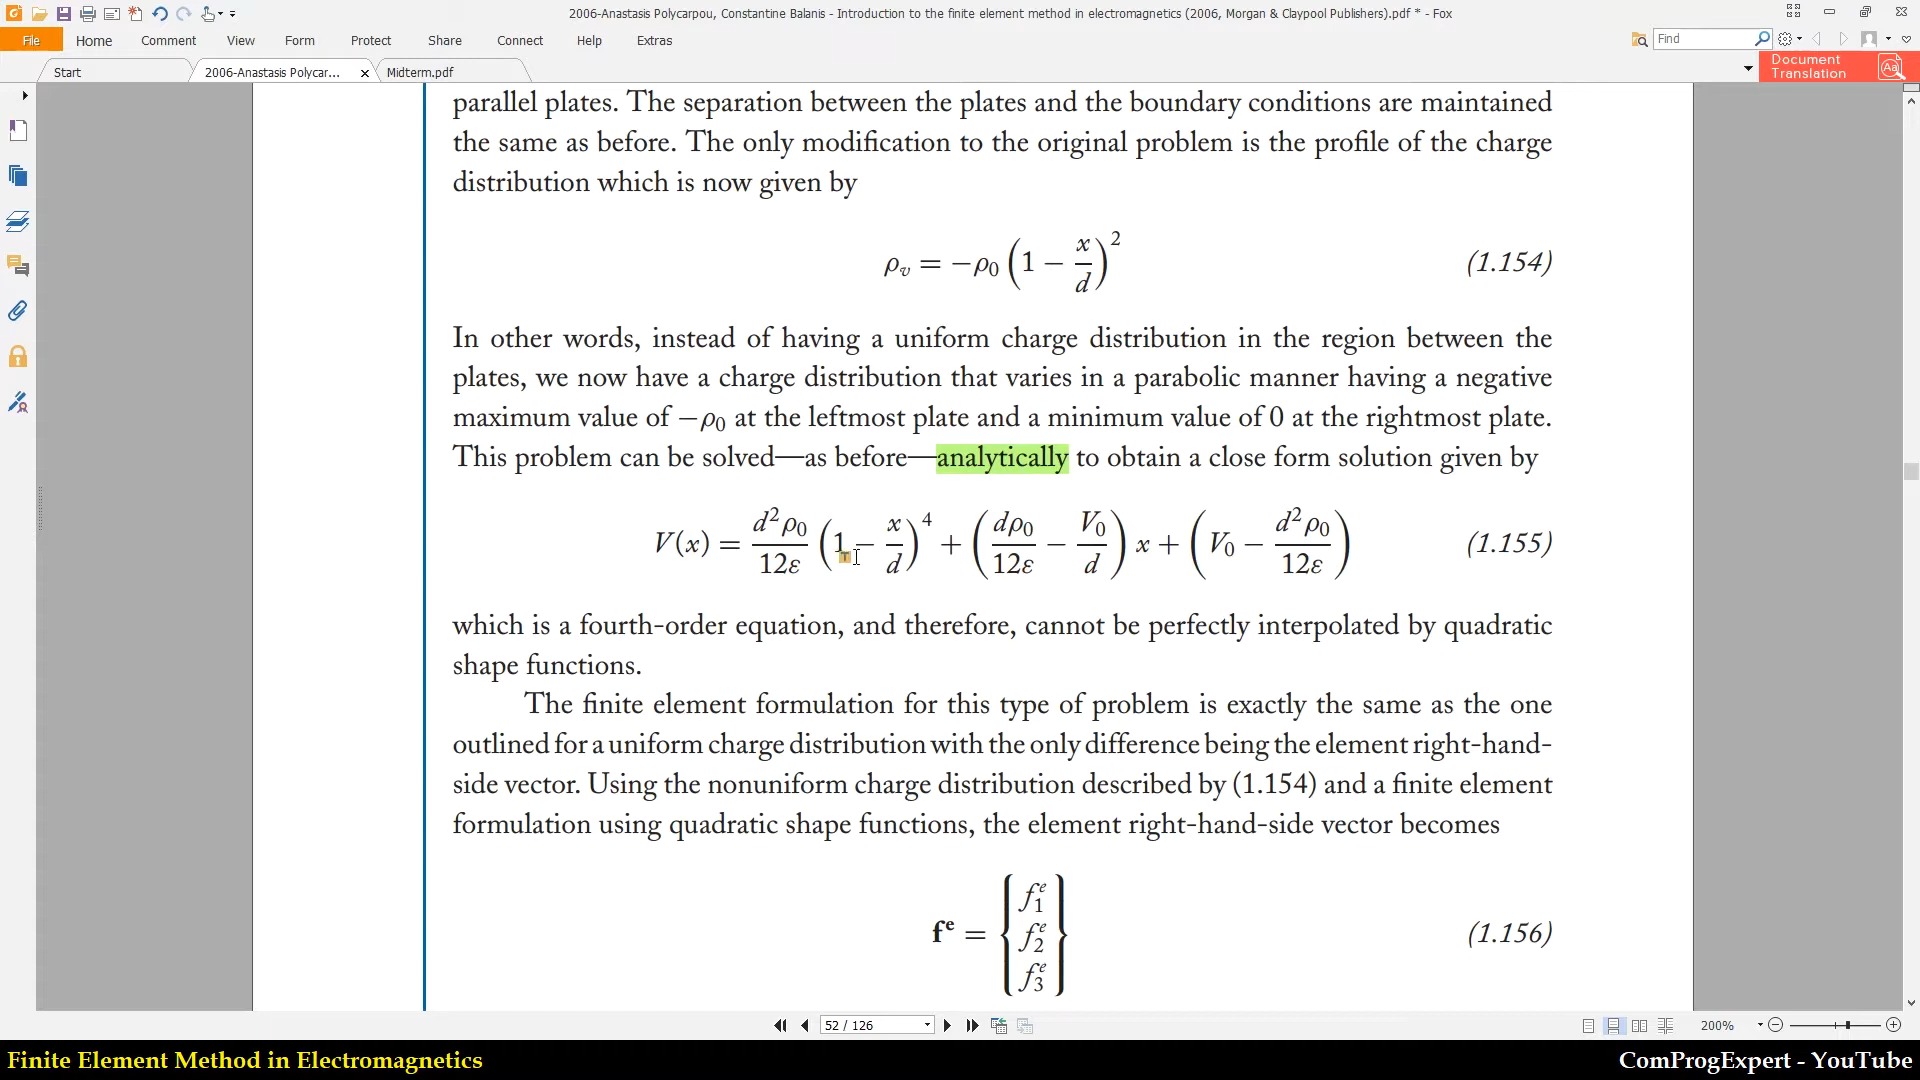 2006-Anastasis Polycarpou, Constantine Balanis - Introduction to the finite element method in electromagnetics (2006, Morgan & Claypool Publishers).pdf * - Fox
File Home Comment View Form Protect Share Connect Help Extras Find
Start 2006-Anastasis Polycar... × Midterm.pdf Document Translation
parallel plates. The separation between the plates and the boundary conditions are maintained
the same as before. The only modification to the original problem is the profile of the charge
distribution which is now given by
ρ_v = −ρ_0 (1 − x/d)^2 (1.154)
In other words, instead of having a uniform charge distribution in the region between the
plates, we now have a charge distribution that varies in a parabolic manner having a negative
maximum value of −ρ_0 at the leftmost plate and a minimum value of 0 at the rightmost plate.
This problem can be solved—as before—analytically to obtain a close form solution given by
V(x) = d^2ρ_0/12ε (1 − x/d)^4 + (dρ_0/12ε − V_0/d) x + (V_0 − d^2ρ_0/12ε) (1.155)
which is a fourth-order equation, and therefore, cannot be perfectly interpolated by quadratic
shape functions.
The finite element formulation for this type of problem is exactly the same as the one
outlined for a uniform charge distribution with the only difference being the element right-hand-
side vector. Using the nonuniform charge distribution described by (1.154) and a finite element
formulation using quadratic shape functions, the element right-hand-side vector becomes
f^e = {f_1^e f_2^e f_3^e} (1.156)
52 / 126 200%
Finite Element Method in Electromagnetics ComProgExpert - YouTube